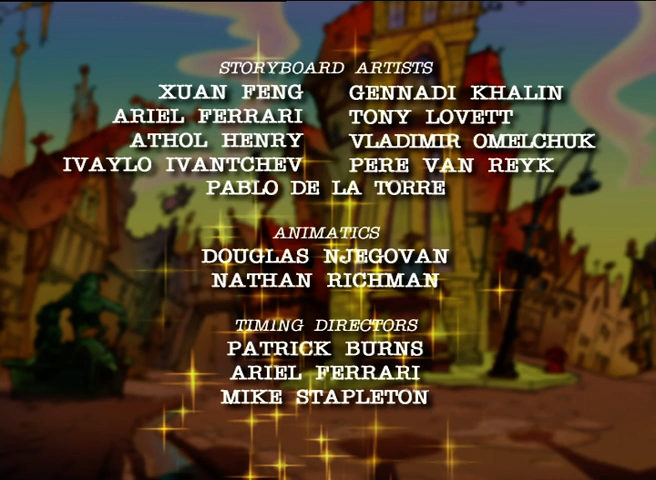 STORYBOARD ARTISTS
XUAN FENG GENNADI KHALIN
ARIEL FERRARI TONY LOVETT
ATHOL HENRY VLADIMIR OMELCHUK
IVAYLO IVANTCHEV PERE VAN REYK
PABLO DE LA TORRE
ANIMATICS
DOUGLAS NJEGOVAN
NATHAN RICHMAN
TIMING DIRECTORS
PATRICK BURNS
ARIEL FERRARI
MIKE STAPLETON